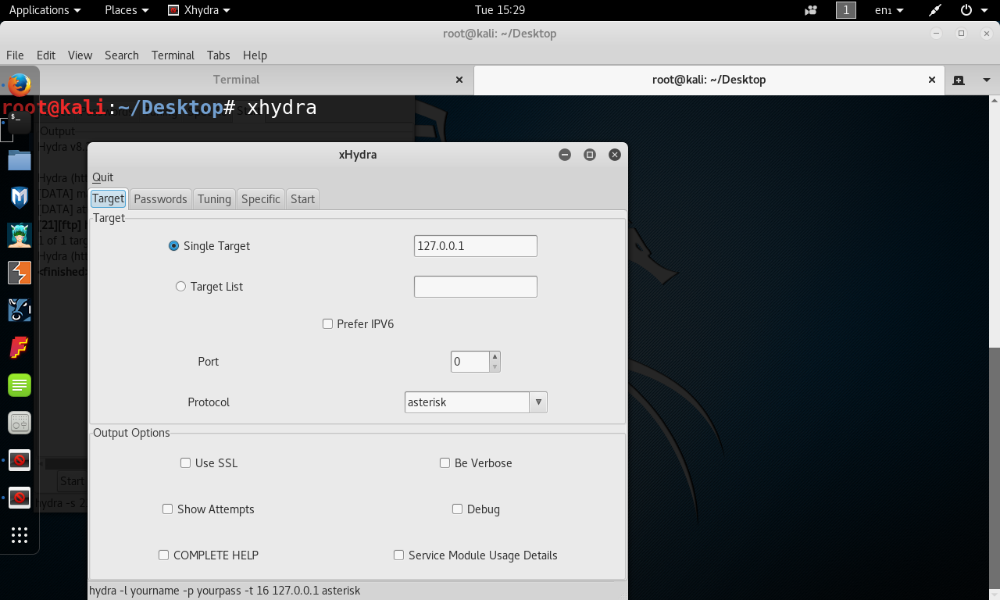 Applications Places Xhydra Tue 15:29 1 en₁
root@kali: ~/Desktop
File Edit View Search Terminal Tabs Help
Terminal root@kali: ~/Desktop
root@kali:~/Desktop# xhydra
Output
Hydra v8.
xHydra
Quit
Hydra (htt
[DATA] ma
Target Passwords Tuning Specific Start
[DATA] att
Target
[21][ftp] h
1 of 1 targ
Single Target 127.0.0.1
Hydra (htt
<finished>
Target List
Prefer IPV6
Port 0
Protocol asterisk
Output Options
Use SSL Be Verbose
Start
hydra -s 2
Show Attempts Debug
COMPLETE HELP Service Module Usage Details
hydra -l yourname -p yourpass -t 16 127.0.0.1 asterisk